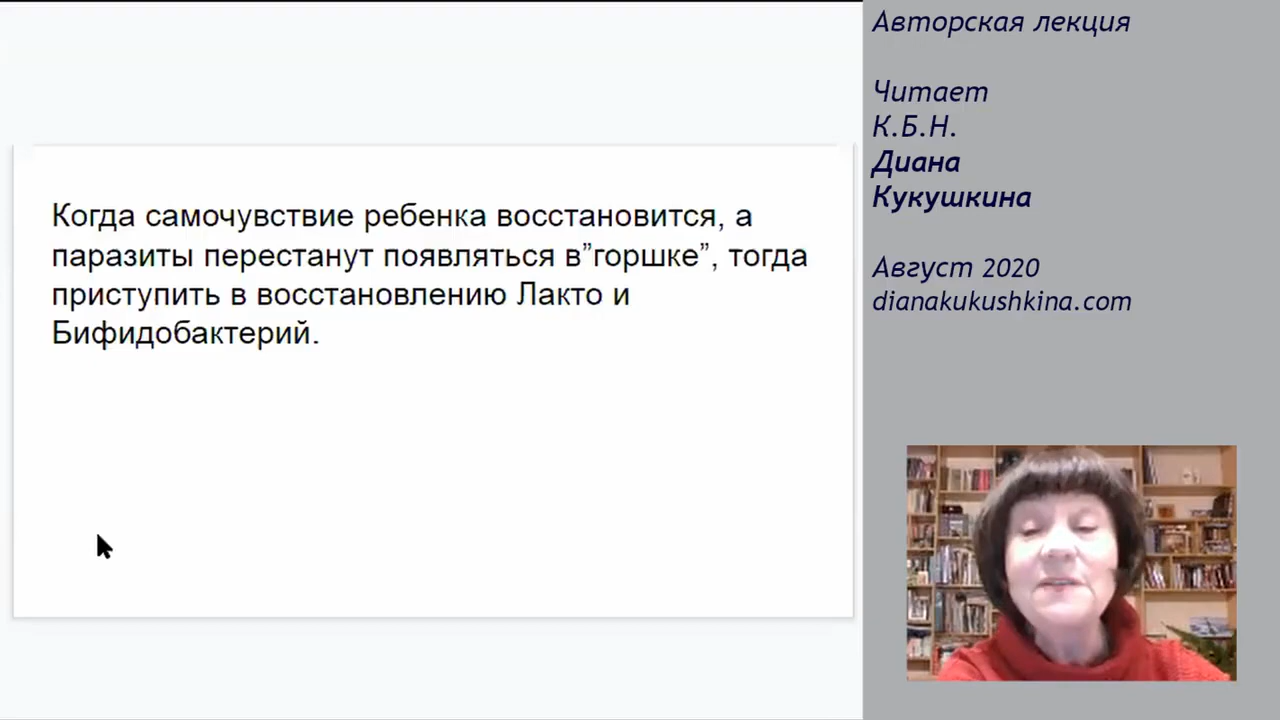 Когда самочувствие ребенка восстановится, а
паразиты перестанут появляться в”горшке”, тогда
приступить в восстановлению Лакто и
Бифидобактерий.
Авторская лекция
Читает
К.Б.Н.
Диана
Кукушкина
Август 2020
dianakukushkina.com